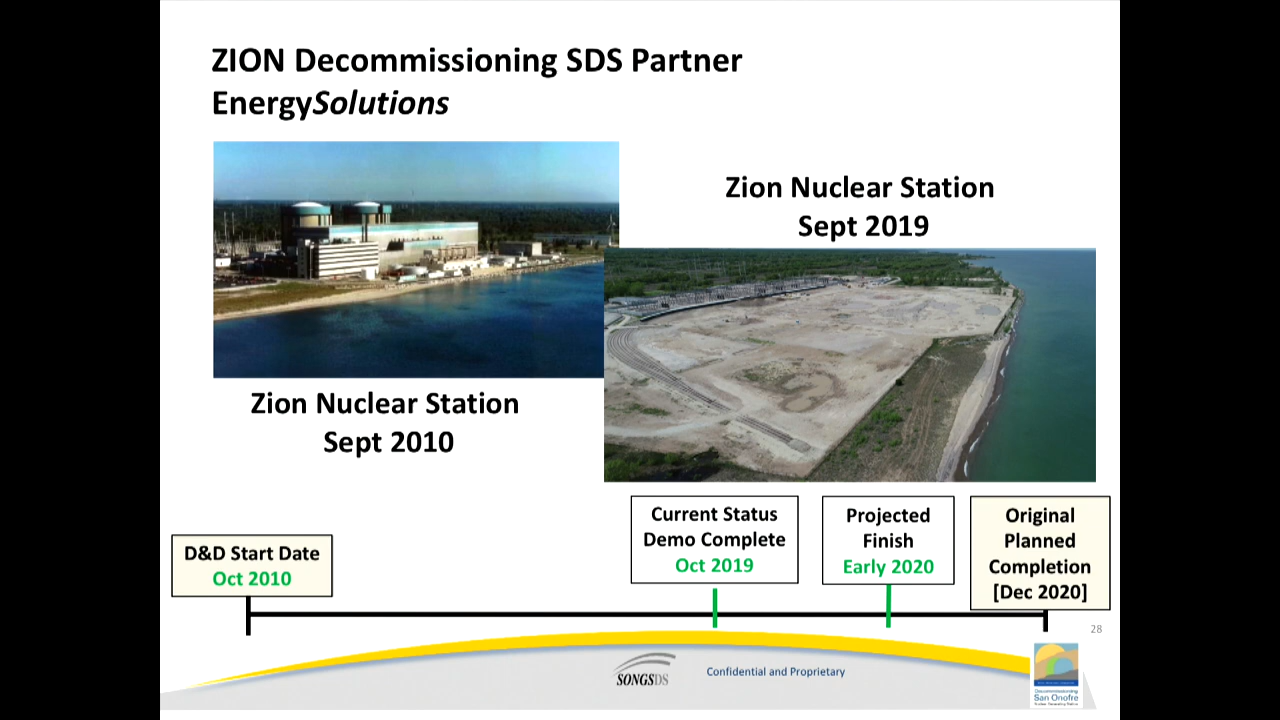 ZION Decommissioning SDS Partner
EnergySolutions
Zion Nuclear Station
Sept 2019
Zion Nuclear Station
Sept 2010
D&D Start Date
Oct 2010
Current Status
Demo Complete
Oct 2019
Projected
Finish
Early 2020
Original
Planned
Completion
[Dec 2020]
28
SONGSDS
Confidential and Proprietary
Decommissioning
San Onofre